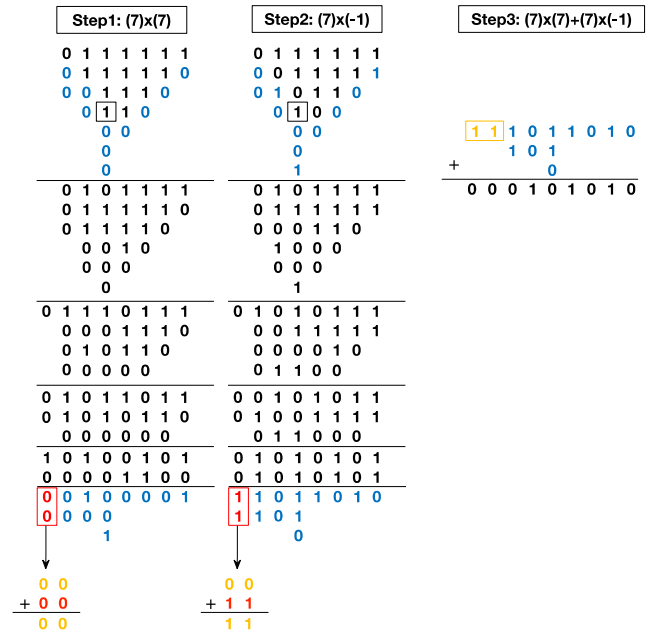 Step1: (7)x(7)
0 1 1 1 1 1 1
0 1 1 1 1 1 0
0 0 1 1 1 0
0 1 1 0
0 0
0
0
0 1 0 1 1 1 1
0 1 1 1 1 1 0
0 0 0 1 1 0
0 0 1 0
0 0 0
0
0 1 1 1 0 1 1 1
0 0 0 1 1 1 0
0 1 0 1 1 0
0 0 0 0 0
0 1 0 0 1 0 1 1
0 1 0 1 1 1 0 0
0 0 0 0 0 0
1 0 1 0 0 1 0 1
0 0 0 0 1 1 0 0
0 0 1 0 0 0 0 1
0 0 0 0
1
0 0
+ 0 0
0 0
Step2: (7)x(-1)
0 1 1 1 1 1 1
0 0 1 1 1 1 1
0 1 0 1 1 0
0 1 0 0
0 0
0
1
0 1 0 1 1 1 1
0 1 1 1 1 1 1
0 0 0 1 1 0
1 0 0 0
0 0 0
1
0 1 0 1 0 1 1 1
0 0 1 1 1 1 1
0 0 0 0 1 0
0 1 1 0 0
0 1 1 0 1 0 0 0
0 1 0 0 1 1 1 1
0 1 1 0 0 0
0 1 0 1 0 1 0 1
0 1 0 1 0 1 0 1
1 1 0 1 1 0 1 0
1 1 0 1
0
0 0
+ 1 1
1 1
Step3: (7)x(7)+(7)x(-1)
1 1 1 0 1 1 0 1 0
1 0 1
+ 0
0 0 0 1 0 1 0 1 0